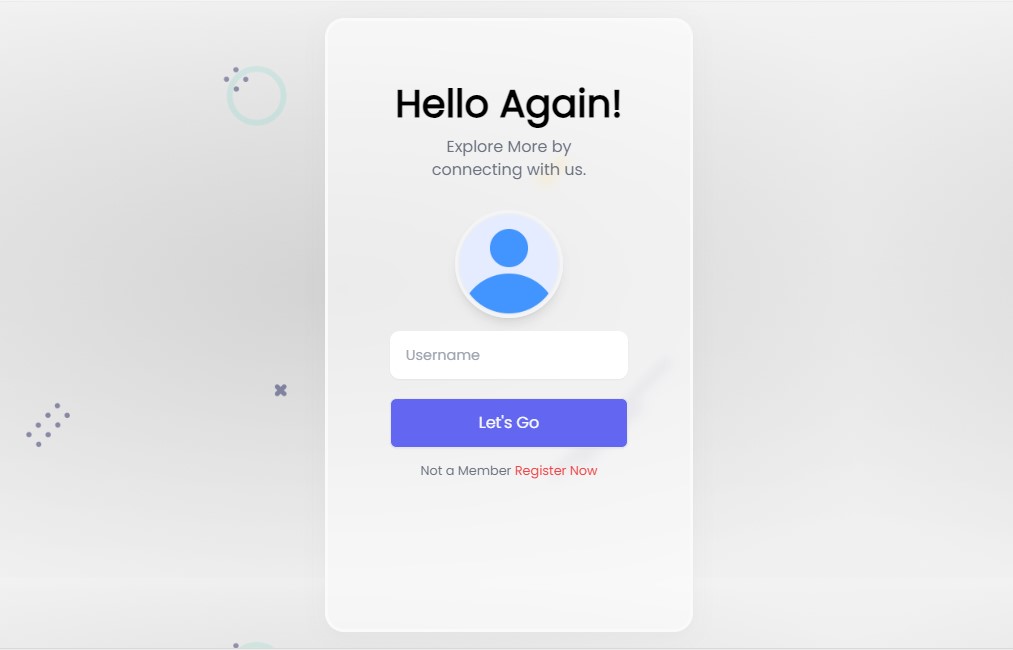 Hello Again!
Explore More by
connecting with us.
Username
Let's Go
Not a Member Register Now